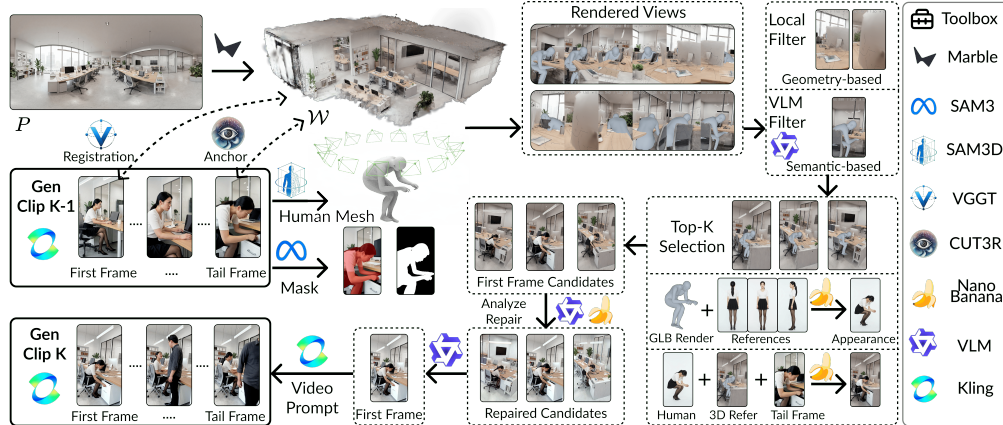 P
W
Registration
Anchor
Gen
Clip K-1
First Frame
....
Tail Frame
....
....
Human Mesh
Mask
Rendered Views
Local
Filter
Geometry-based
VLM
Filter
Semantic-based
Top-K
Selection
First Frame Candidates
Analyze
Repair
GLB Render
References
Appearance
Human
3D Refer
Tail Frame
Repaired Candidates
First Frame
Video
Prompt
Gen
Clip K
First Frame
....
Tail Frame
....
....
Toolbox
Marble
SAM3
SAM3D
VGGT
CUT3R
Nano
Banana
VLM
Kling